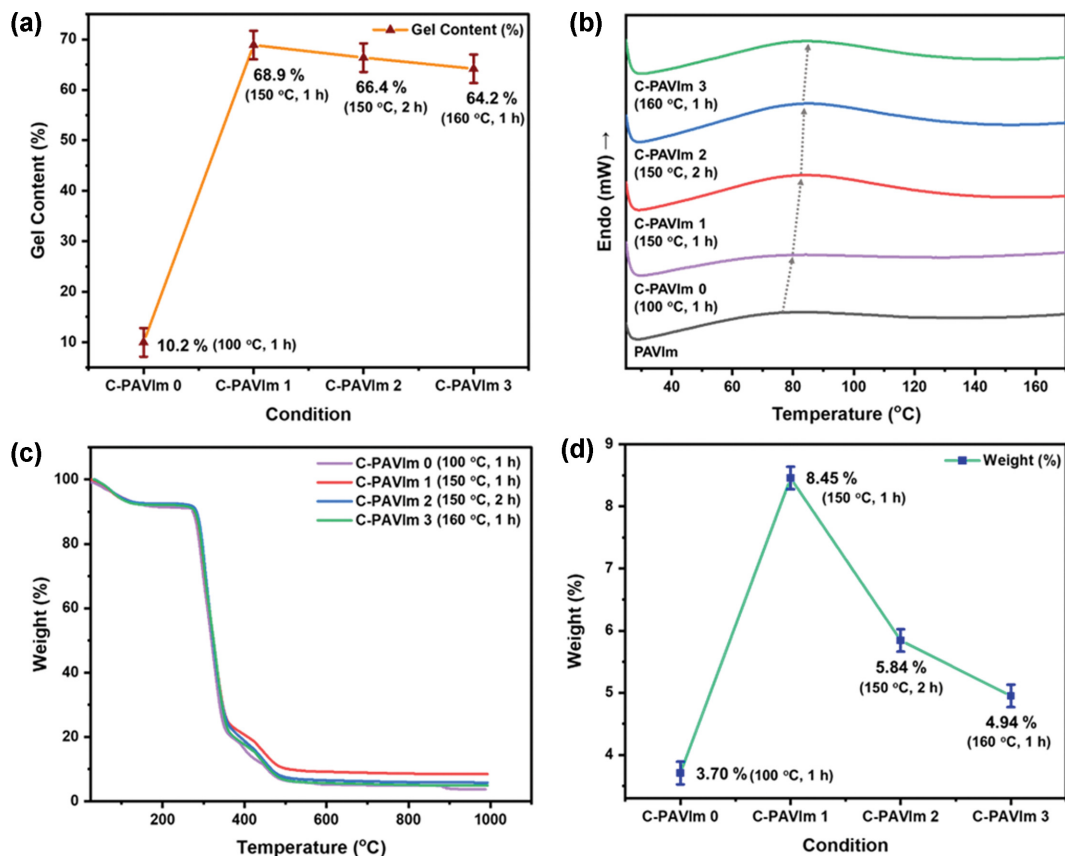 (a)
Gel Content (%)
70
60
50
40
30
20
10
Gel Content (%)
68.9 %
(150 °C, 1 h)
66.4 %
(150 °C, 2 h)
64.2 %
(160 °C, 1 h)
10.2 % (100 °C, 1 h)
C-PAVIm 0 C-PAVIm 1 C-PAVIm 2 C-PAVIm 3
Condition
(b)
Endo (mW) →
C-PAVIm 3
(160 °C, 1 h)
C-PAVIm 2
(150 °C, 2 h)
C-PAVIm 1
(150 °C, 1 h)
C-PAVIm 0
(100 °C, 1 h)
PAVIm
40 60 80 100 120 140 160
Temperature (°C)
(c)
Weight (%)
100
80
60
40
20
0
C-PAVIm 0 (100 °C, 1 h)
C-PAVIm 1 (150 °C, 1 h)
C-PAVIm 2 (150 °C, 2 h)
C-PAVIm 3 (160 °C, 1 h)
200 400 600 800 1000
Temperature (°C)
(d)
Weight (%)
9
8
7
6
5
4
Weight (%)
8.45 %
(150 °C, 1 h)
5.84 %
(150 °C, 2 h)
4.94 %
(160 °C, 1 h)
3.70 % (100 °C, 1 h)
C-PAVIm 0 C-PAVIm 1 C-PAVIm 2 C-PAVIm 3
Condition